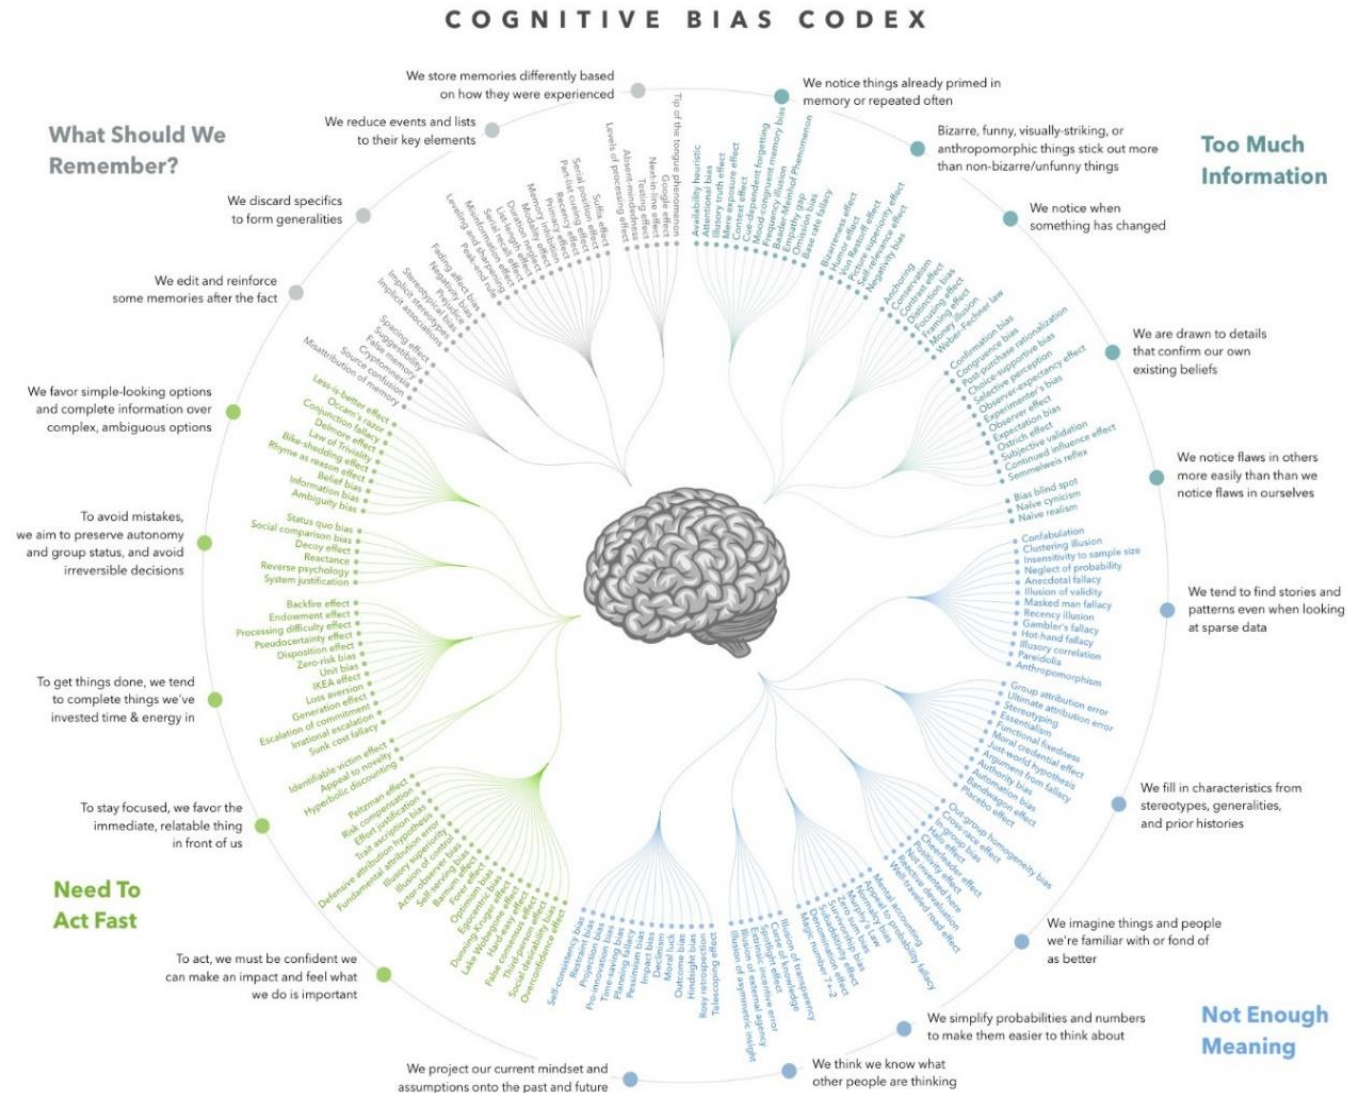 COGNITIVE BIAS CODEX
What Should We
Remember?
We store memories differently based
on how they were experienced
We reduce events and lists
to their key elements
We discard specifics
to form generalities
We edit and reinforce
some memories after the fact
Tip of the tongue phenomenon
Google effect
Next-in-line effect
Testing effect
Absent-mindedness
Levels of processing effect
Suffix effect
Serial position effect
Part-list cueing effect
Recency effect
Primacy effect
Memory inhibition
Modality effect
Duration neglect
List-length effect
Serial recall effect
Misinformation effect
Leveling and sharpening
Peak-end rule
Fading affect bias
Negativity bias
Prejudice
Stereotypical bias
Implicit stereotypes
Implicit associations
Spacing effect
Suggestibility
False memory
Cryptomnesia
Source confusion
Misattribution of memory
Too Much
Information
We notice things already primed in
memory or repeated often
Bizarre, funny, visually-striking, or
anthropomorphic things stick out more
than non-bizarre/unfunny things
We notice when
something has changed
We are drawn to details
that confirm our own
existing beliefs
We notice flaws in others
more easily than than we
notice flaws in ourselves
Availability heuristic
Attentional bias
Illusory truth effect
Mere exposure effect
Context effect
Cue-dependent forgetting
Mood-congruent memory bias
Frequency illusion
Baader-Meinhof Phenomenon
Empathy gap
Omission bias
Base rate fallacy
Bizarreness effect
Humor effect
Von Restorff effect
Picture superiority effect
Self-relevance effect
Negativity bias
Anchoring
Conservatism
Contrast effect
Distinction bias
Focusing effect
Framing effect
Money illusion
Weber-Fechner law
Confirmation bias
Congruence bias
Post-purchase rationalization
Choice-supportive bias
Selective perception
Observer-expectancy effect
Experimenter's bias
Observer effect
Expectation bias
Ostrich effect
Subjective validation
Continued influence effect
Semmelweis reflex
Bias blind spot
Naïve cynicism
Naïve realism
We tend to find stories and
patterns even when looking
at sparse data
We fill in characteristics from
stereotypes, generalities,
and prior histories
We imagine things and people
we're familiar with or fond of
as better
We simplify probabilities and numbers
to make them easier to think about
We think we know what
other people are thinking
We project our current mindset and
assumptions onto the past and future
Not Enough
Meaning
Confabulation
Clustering illusion
Insensitivity to sample size
Neglect of probability
Anecdotal fallacy
Illusion of validity
Masked man fallacy
Recency illusion
Gambler's fallacy
Hot-hand fallacy
Illusory correlation
Pareidolia
Anthropomorphism
Group attribution error
Ultimate attribution error
Stereotyping
Essentialism
Functional fixedness
Moral credential effect
Just-world hypothesis
Argument from fallacy
Authority bias
Automation bias
Bandwagon effect
Placebo effect
Out-group homogeneity bias
Cross-race effect
In-group bias
Halo effect
Cheerleader effect
Positivity effect
Not invented here
Reactive devaluation
Well-traveled road effect
Mental accounting
Appeal to probability fallacy
Normalcy bias
Murphy's Law
Zero sum bias
Survivorship bias
Subadditivity effect
Denomination effect
Magic number 7+-2
Illusion of transparency
Curse of knowledge
Spotlight effect
Extrinsic incentive error
Illusion of external agency
Illusion of asymmetric insight
Telescoping effect
Rosy retrospection
Hindsight bias
Outcome bias
Moral luck
Declinism
Impact bias
Pessimism bias
Planning fallacy
Time-saving bias
Pro-innovation bias
Projection bias
Restraint bias
Self-consistency bias
We favor simple-looking options
and complete information over
complex, ambiguous options
To avoid mistakes,
we aim to preserve autonomy
and group status, and avoid
irreversible decisions
To get things done, we tend
to complete things we've
invested time & energy in
To stay focused, we favor the
immediate, relatable thing
in front of us
Need To
Act Fast
To act, we must be confident we
can make an impact and feel what
we do is important
Less-is-better effect
Occam's razor
Conjunction fallacy
Delmore effect
Law of Triviality
Bike-shedding effect
Rhyme as reason effect
Belief bias
Information bias
Ambiguity bias
Status quo bias
Social comparison bias
Decoy effect
Reactance
Reverse psychology
System justification
Backfire effect
Endowment effect
Processing difficulty effect
Pseudocertainty effect
Disposition effect
Zero-risk bias
Unit bias
IKEA effect
Loss aversion
Generation effect
Escalation of commitment
Irrational escalation
Sunk cost fallacy
Identifiable victim effect
Appeal to novelty
Hyperbolic discounting
Peltzman effect
Risk compensation
Effort justification
Trait ascription bias
Defensive attribution hypothesis
Fundamental attribution error
Illusory superiority
Illusion of control
Actor-observer bias
Self-serving bias
Barnum effect
Forer effect
Optimism bias
Egocentric bias
Dunning-Kruger effect
Lake Wobegone effect
Hard-easy effect
False consensus effect
Third-person effect
Social desirability bias
Overconfidence effect